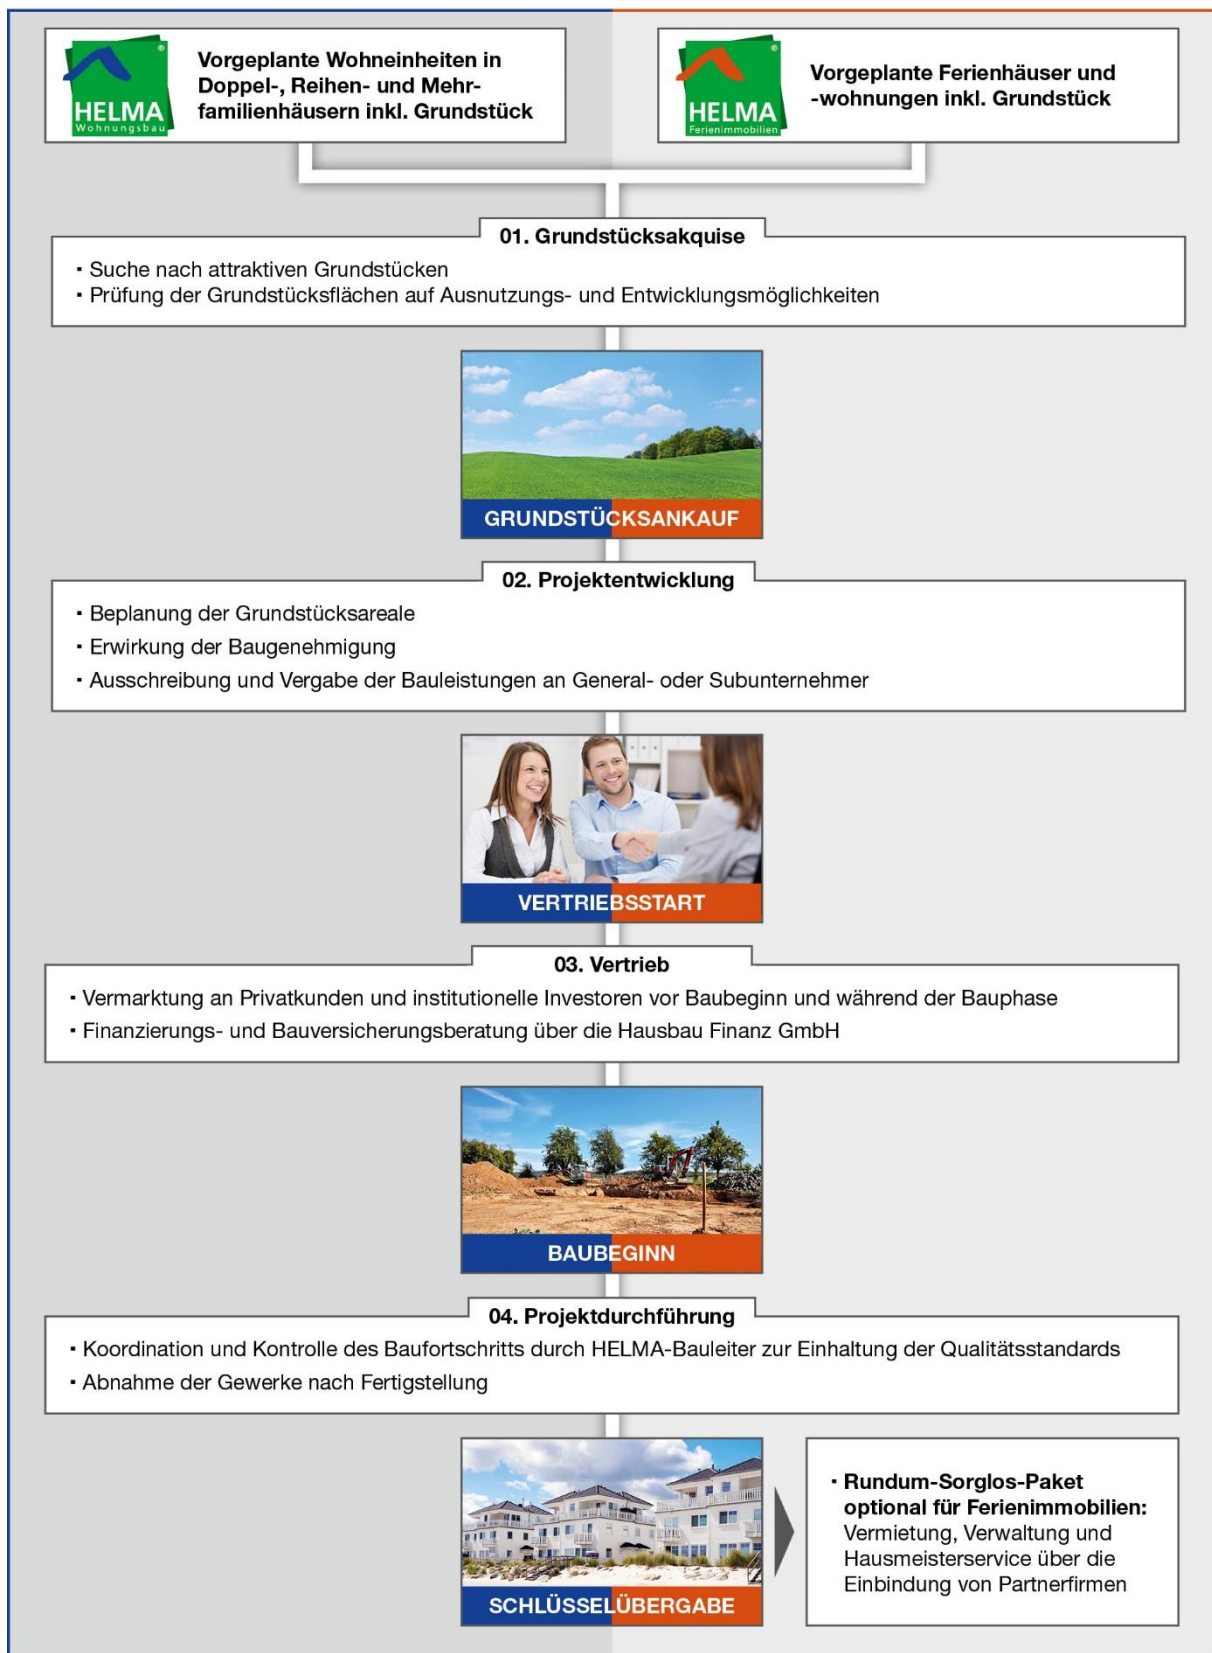 HELMA
Wohnungsbau
®
Vorgeplante Wohneinheiten in
Doppel-, Reihen- und Mehr-
familienhäusern inkl. Grundstück
HELMA
Ferienimmobilien
®
Vorgeplante Ferienhäuser und
-wohnungen inkl. Grundstück
01. Grundstücksakquise
▪ Suche nach attraktiven Grundstücken
▪ Prüfung der Grundstücksflächen auf Ausnutzungs- und Entwicklungsmöglichkeiten
GRUNDSTÜCKSANKAUF
02. Projektentwicklung
▪ Beplanung der Grundstücksareale
▪ Erwirkung der Baugenehmigung
▪ Ausschreibung und Vergabe der Bauleistungen an General- oder Subunternehmer
VERTRIEBSSTART
03. Vertrieb
▪ Vermarktung an Privatkunden und institutionelle Investoren vor Baubeginn und während der Bauphase
▪ Finanzierungs- und Bauversicherungsberatung über die Hausbau Finanz GmbH
BAUBEGINN
04. Projektdurchführung
▪ Koordination und Kontrolle des Baufortschritts durch HELMA-Bauleiter zur Einhaltung der Qualitätsstandards
▪ Abnahme der Gewerke nach Fertigstellung
SCHLÜSSELÜBERGABE
▪ Rundum-Sorglos-Paket
optional für Ferienimmobilien:
Vermietung, Verwaltung und
Hausmeisterservice über die
Einbindung von Partnerfirmen